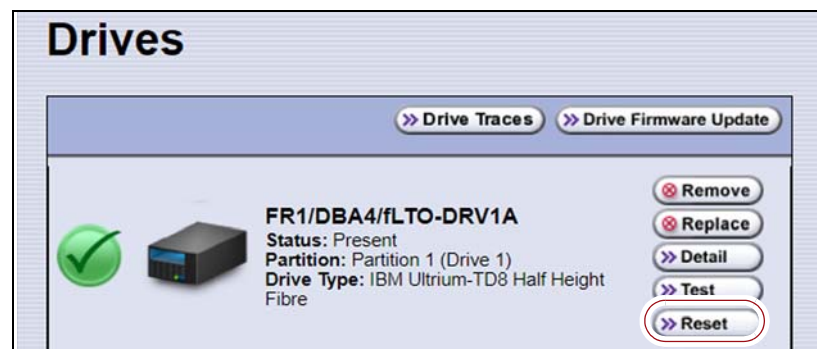 Drives
Drive Traces
Drive Firmware Update
FR1/DBA4/fLTO-DRV1A
Status: Present
Partition: Partition 1 (Drive 1)
Drive Type: IBM Ultrium-TD8 Half Height
Fibre
Remove
Replace
Detail
Test
Reset